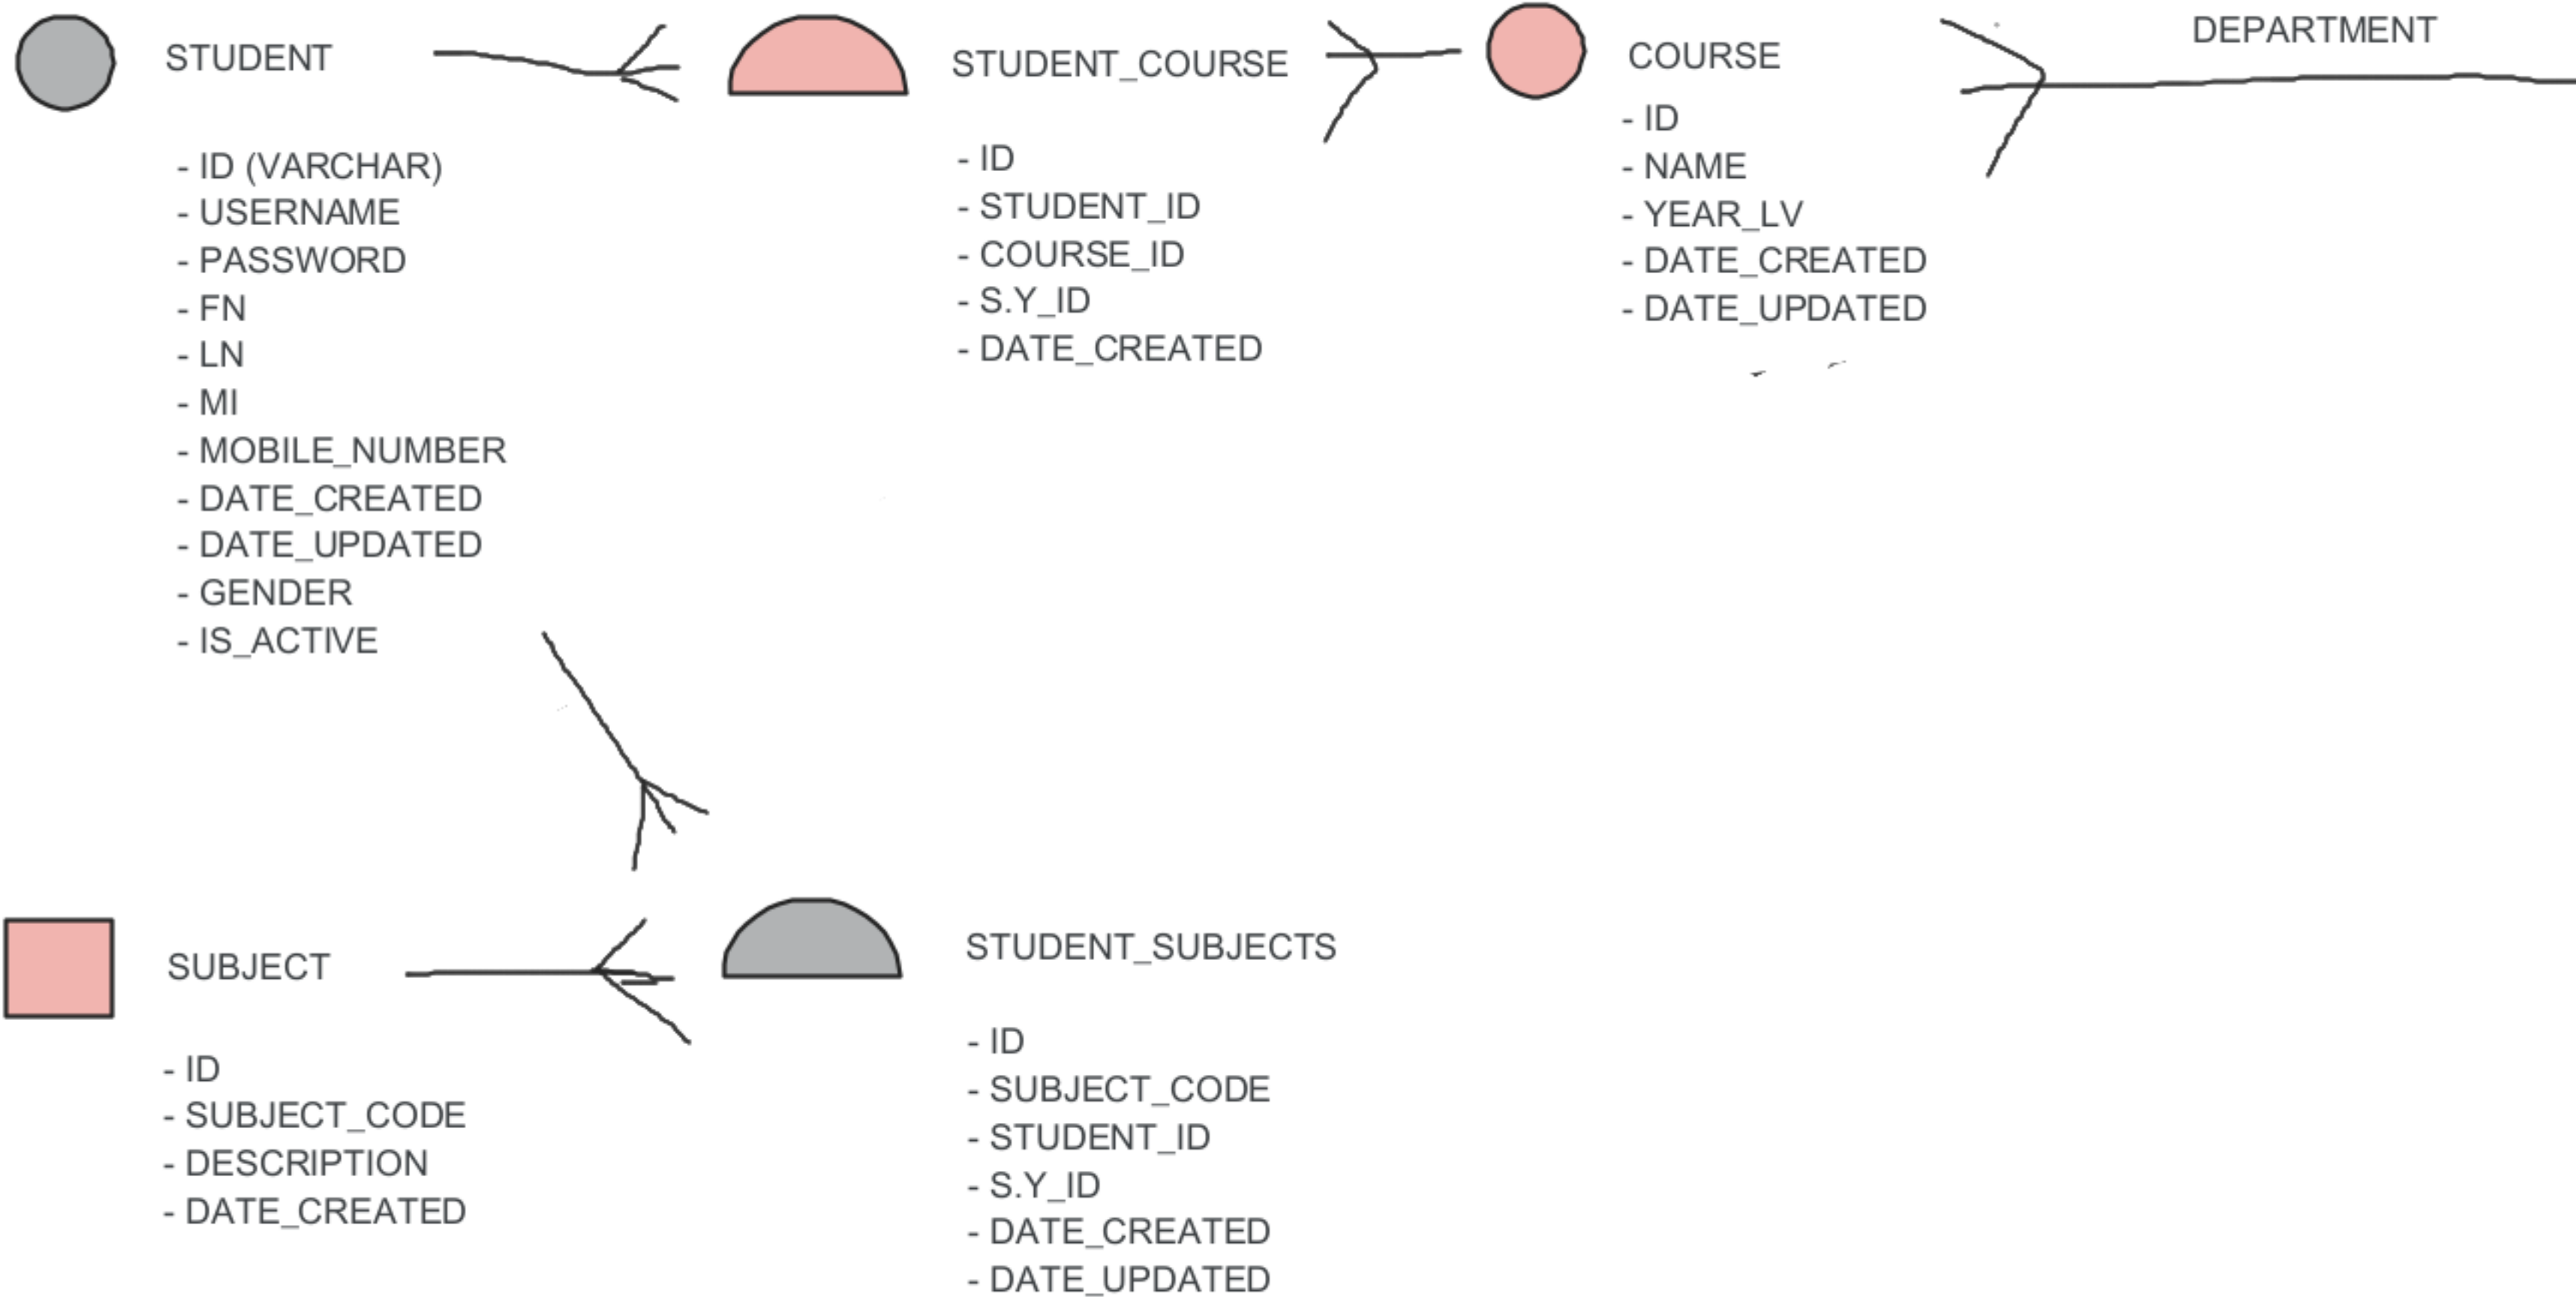 STUDENT
- ID (VARCHAR)
- USERNAME
- PASSWORD
- FN
- LN
- MI
- MOBILE_NUMBER
- DATE_CREATED
- DATE_UPDATED
- GENDER
- IS_ACTIVE
STUDENT_COURSE
- ID
- STUDENT_ID
- COURSE_ID
- S.Y_ID
- DATE_CREATED
COURSE
- ID
- NAME
- YEAR_LV
- DATE_CREATED
- DATE_UPDATED
DEPARTMENT
SUBJECT
- ID
- SUBJECT_CODE
- DESCRIPTION
- DATE_CREATED
STUDENT_SUBJECTS
- ID
- SUBJECT_CODE
- STUDENT_ID
- S.Y_ID
- DATE_CREATED
- DATE_UPDATED